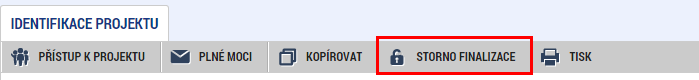 IDENTIFIKACE PROJEKTU
PŘÍSTUP K PROJEKTU PLNÉ MOCI KOPÍROVAT STORNO FINALIZACE TISK